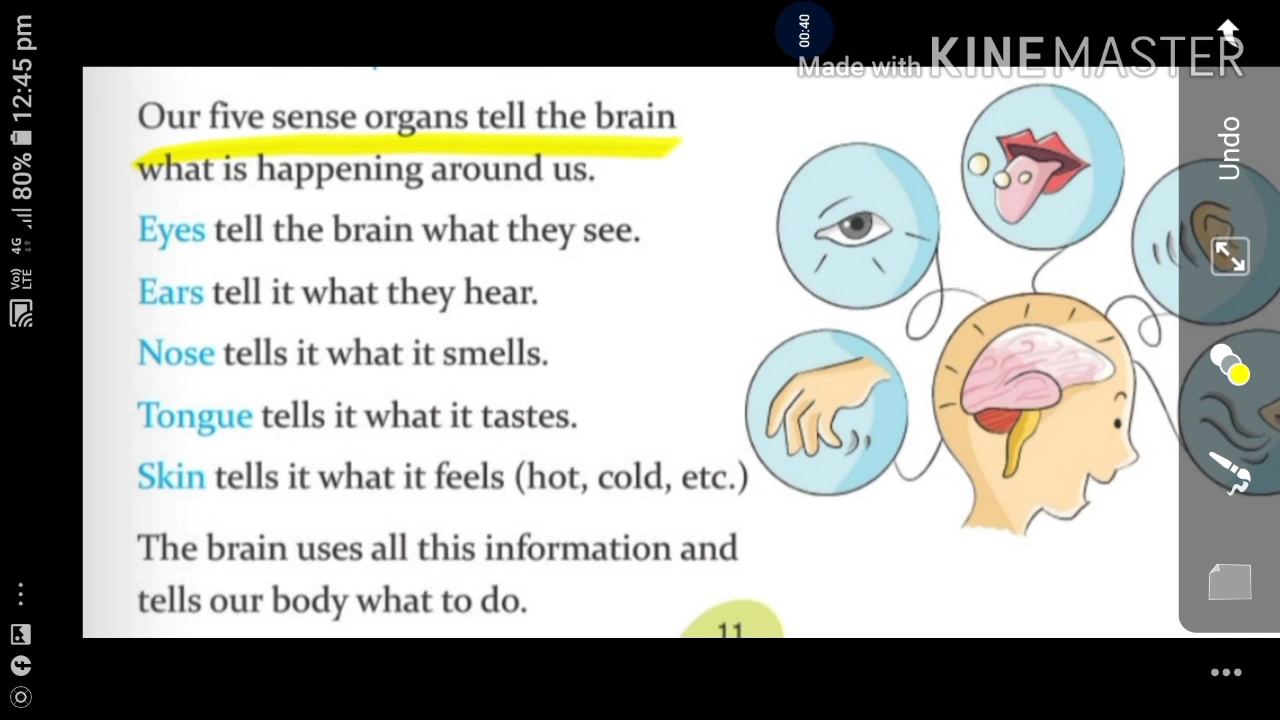 12:45 pm
80%
4G
Vo))
LTE
00:40
Made with KINEMASTER
Undo
Our five sense organs tell the brain
what is happening around us.
Eyes tell the brain what they see.
Ears tell it what they hear.
Nose tells it what it smells.
Tongue tells it what it tastes.
Skin tells it what it feels (hot, cold, etc.)
The brain uses all this information and
tells our body what to do.
11